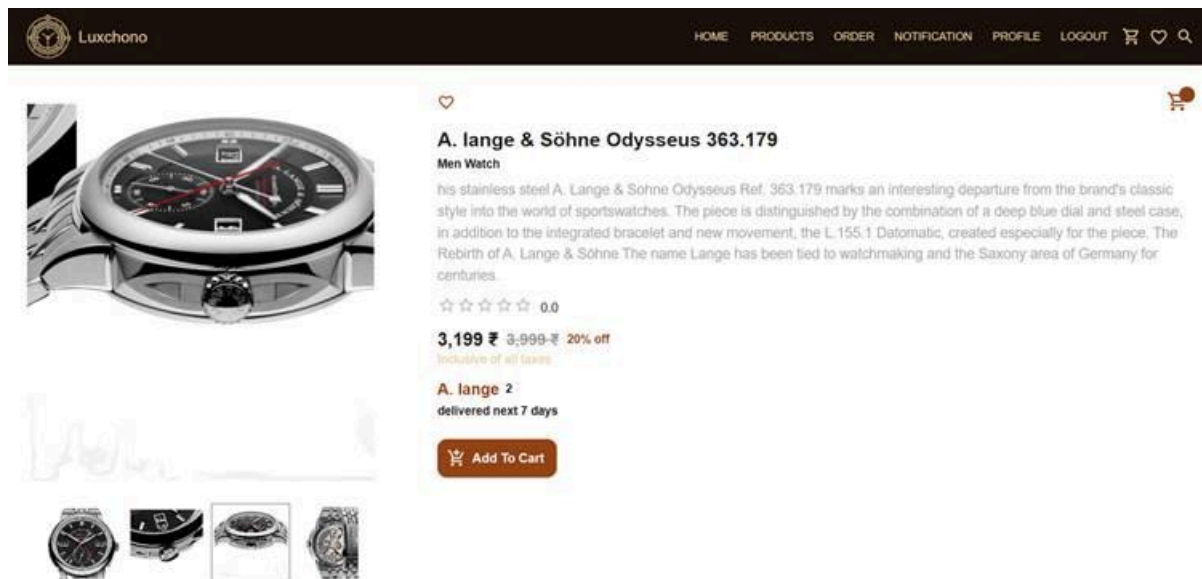 Luxchono
HOME PRODUCTS ORDER NOTIFICATION PROFILE LOGOUT
A. lange & Söhne Odysseus 363.179
Men Watch
his stainless steel A. Lange & Sohne Odysseus Ref. 363.179 marks an interesting departure from the brand's classic
style into the world of sportswatches. The piece is distinguished by the combination of a deep blue dial and steel case,
in addition to the integrated bracelet and new movement, the L.155.1 Datomatic, created especially for the piece. The
Rebirth of A. Lange & Söhne The name Lange has been tied to watchmaking and the Saxony area of Germany for
centuries.
0.0
3,199 ₹ 3,999 ₹ 20% off
Inclusive of all taxes
A. lange 2
delivered next 7 days
Add To Cart